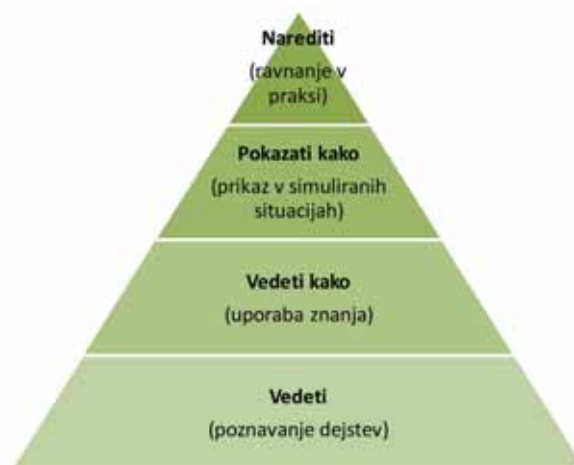 Narediti
(ravnanje v
praksi)
Pokazati kako
(prikaz v simuliranih
situacijah)
Vedeti kako
(uporaba znanja)
Vedeti
(poznavanje dejstev)